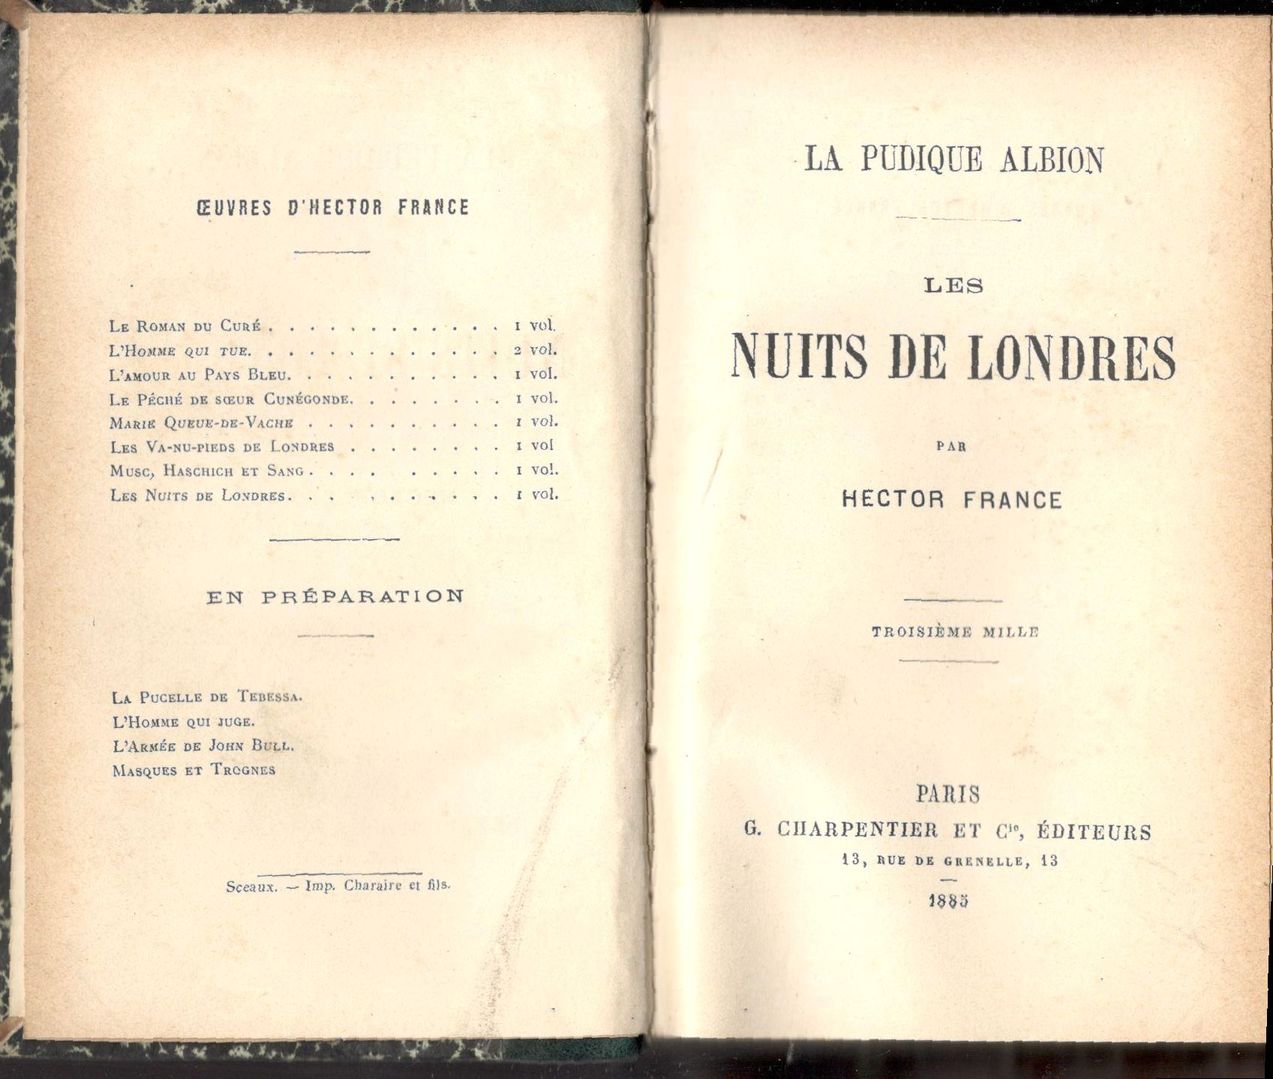 ŒUVRES D'HECTOR FRANCE
LE ROMAN DU CURÉ . . . . . . . . . . . . 1 vol.
L'HOMME QUI TUE. . . . . . . . . . . . . 2 vol.
L'AMOUR AU PAYS BLEU. . . . . . . . . . . 1 vol.
LE PÉCHÉ DE SŒUR CUNÉGONDE. . . . . . . . 1 vol.
MARIE QUEUE-DE-VACHE . . . . . . . . . . 1 vol.
LES VA-NU-PIEDS DE LONDRES . . . . . . . . 1 vol
MUSC, HASCHICH ET SANG . . . . . . . . . 1 vol.
LES NUITS DE LONDRES. . . . . . . . . . . 1 vol.
EN PRÉPARATION
LA PUCELLE DE TEBESSA.
L'HOMME QUI JUGE.
L'ARMÉE DE JOHN BULL.
MASQUES ET TROGNES
Sceaux. — Imp. Charaire et fils.
LA PUDIQUE ALBION
LES
NUITS DE LONDRES
PAR
HECTOR FRANCE
TROISIÈME MILLE
PARIS
G. CHARPENTIER ET Cie, ÉDITEURS
13, RUE DE GRENELLE, 13
1885